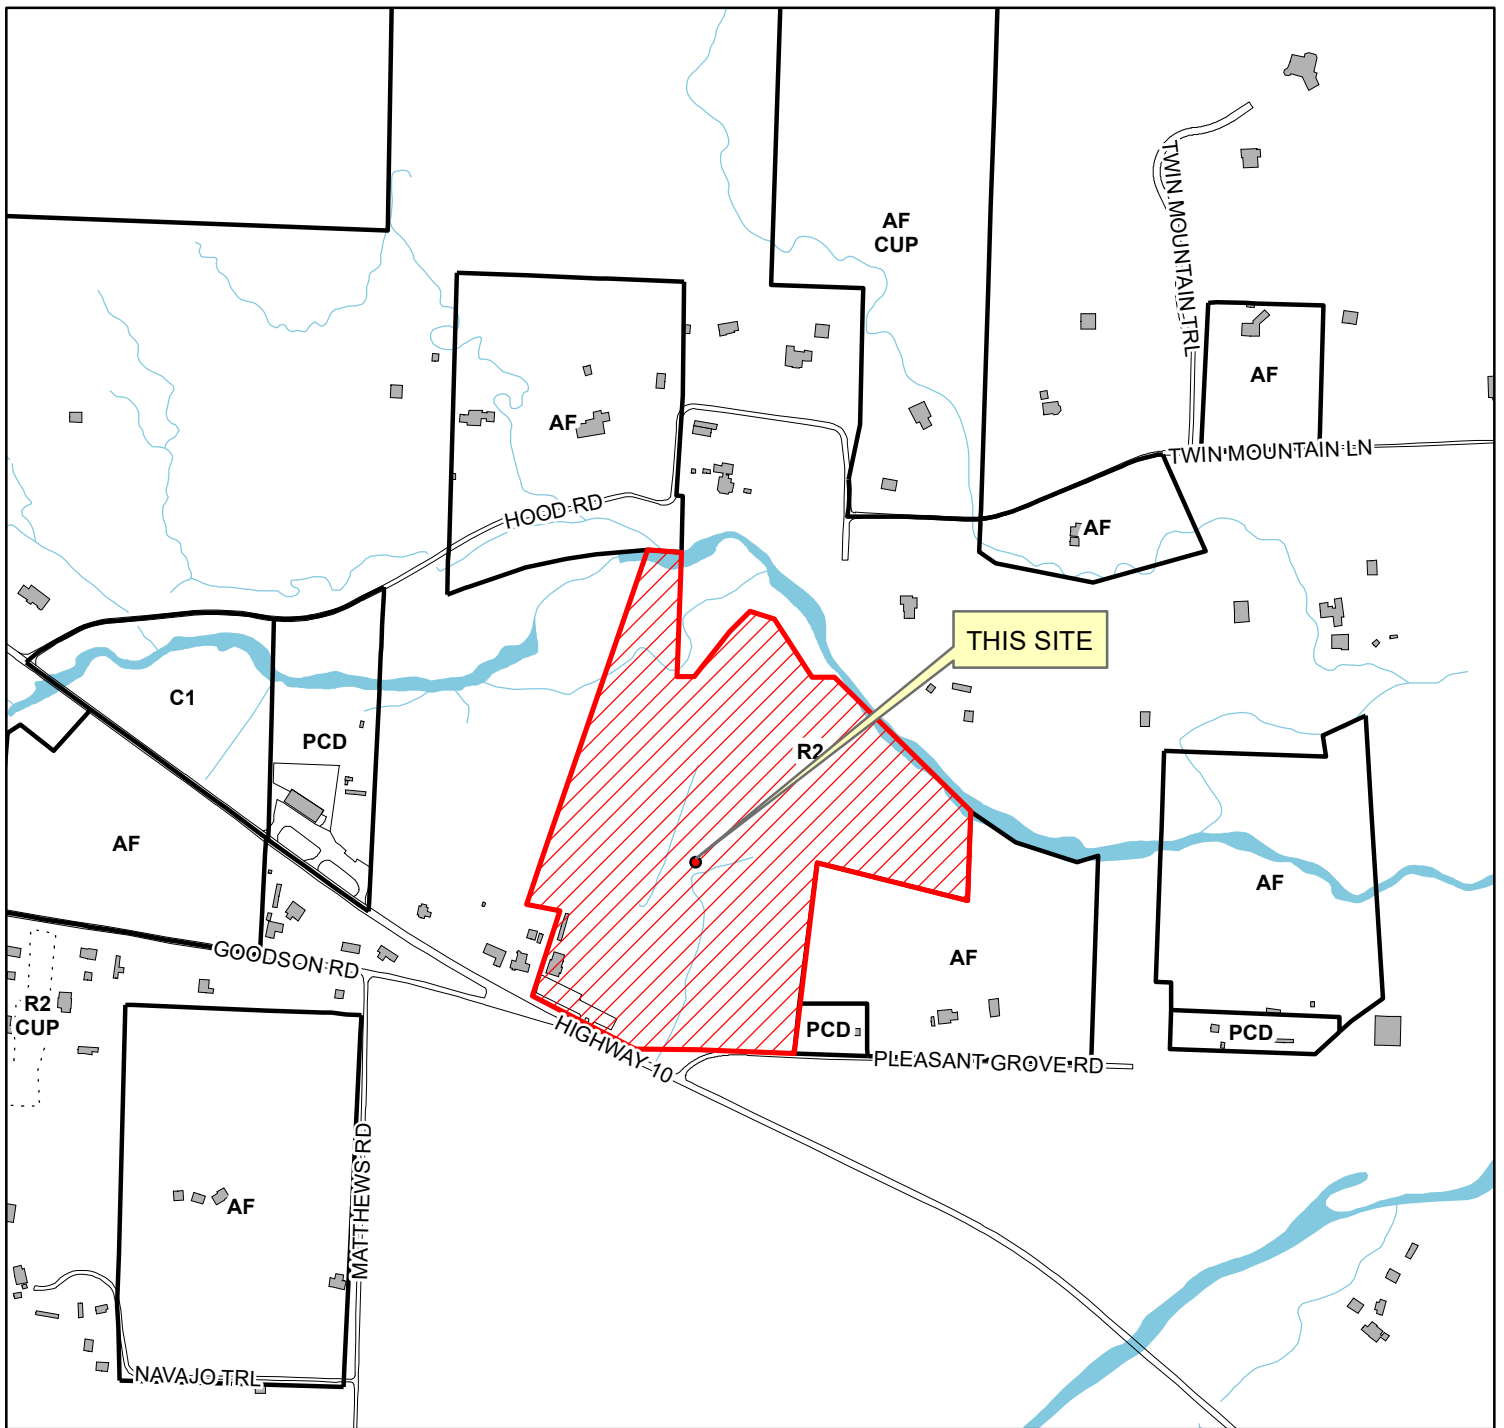 AF
CUP
TWIN MOUNTAIN TRL
AF
AF
TWIN MOUNTAIN LN
HOOD RD
AF
THIS SITE
C1
PCD
R2
AF
AF
AF
GOODSON RD
R2
CUP
PCD
PCD
HIGHWAY 10
PLEASANT GROVE RD
MATTHEWS RD
AF
NAVAJO TRL